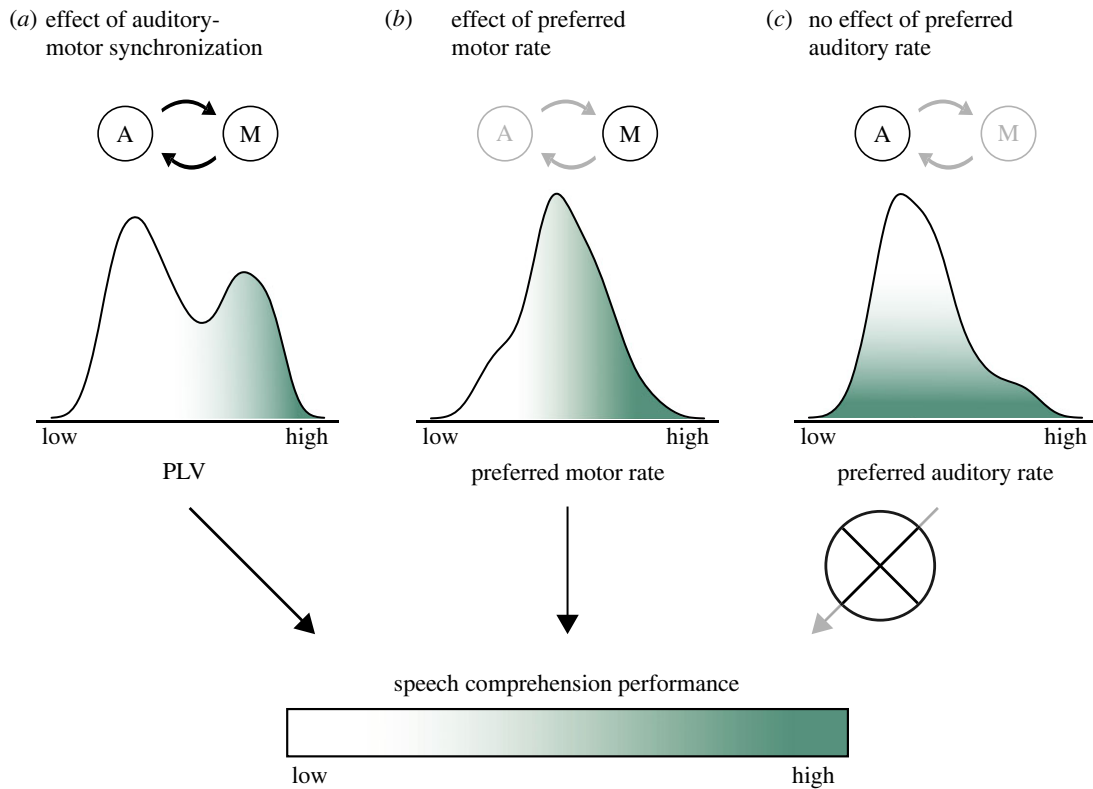 (a) effect of auditory-
motor synchronization
A M
low high
PLV
(b) effect of preferred
motor rate
A M
low high
preferred motor rate
(c) no effect of preferred
auditory rate
A M
low high
preferred auditory rate
speech comprehension performance
low high